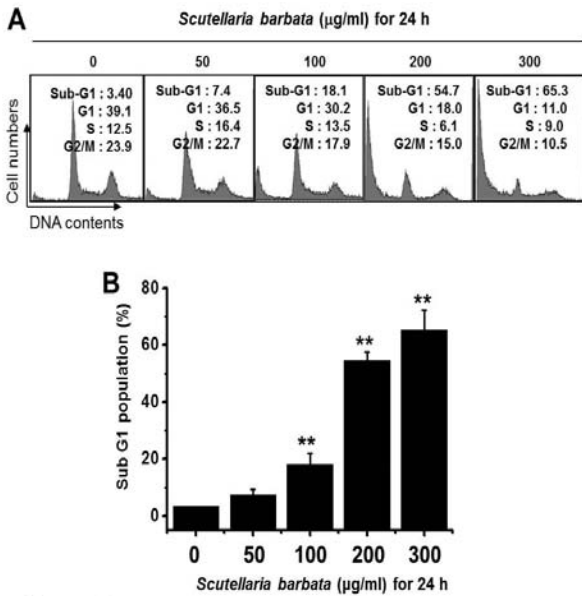 A
Scutellaria barbata (µg/ml) for 24 h
0 50 100 200 300
Sub-G1 : 3.40
G1 : 39.1
S : 12.5
G2/M : 23.9
Sub-G1 : 7.4
G1 : 36.5
S : 16.4
G2/M : 22.7
Sub-G1 : 18.1
G1 : 30.2
S : 13.5
G2/M : 17.9
Sub-G1 : 54.7
G1 : 18.0
S : 6.1
G2/M : 15.0
Sub-G1 : 65.3
G1 : 11.0
S : 9.0
G2/M : 10.5
Cell numbers
DNA contents
B
Sub G1 population (%)
80
60
40
20
0
**
**
**
0 50 100 200 300
Scutellaria barbata (µg/ml) for 24 h